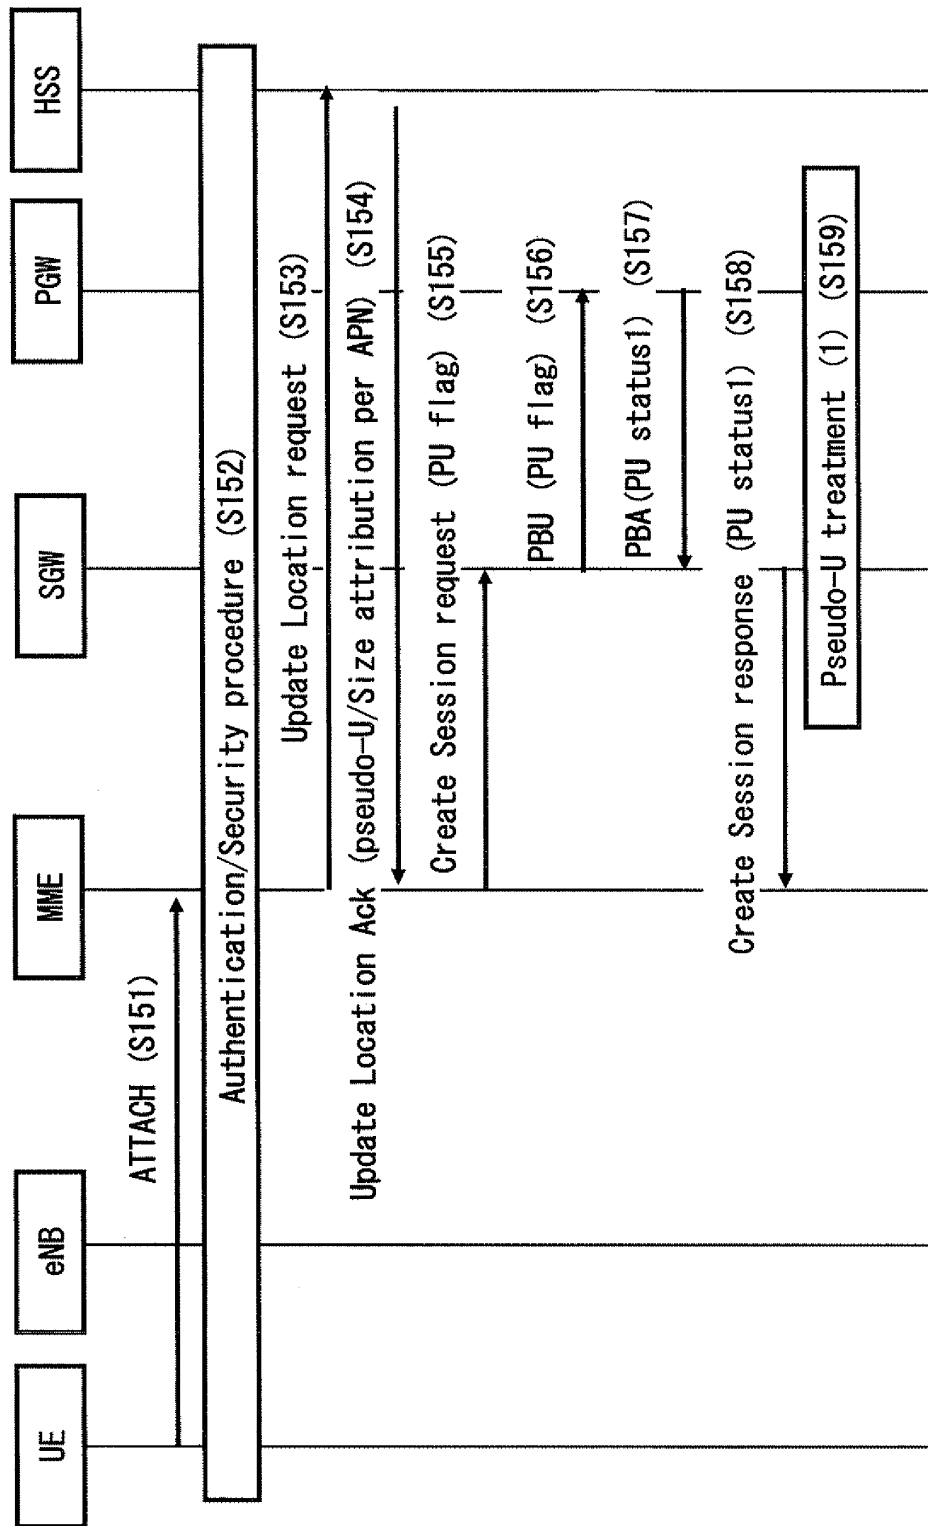 UE
eNB
MME
SGW
PGW
HSS
ATTACH (S151)
Authentication/Security procedure (S152)
Update Location request (S153)
Update Location Ack (pseudo-U/Size attribution per APN) (S154)
Create Session request (PU flag) (S155)
PBU (PU flag) (S156)
PBA(PU status1) (S157)
Create Session response (PU status1) (S158)
Pseudo-U treatment (1) (S159)